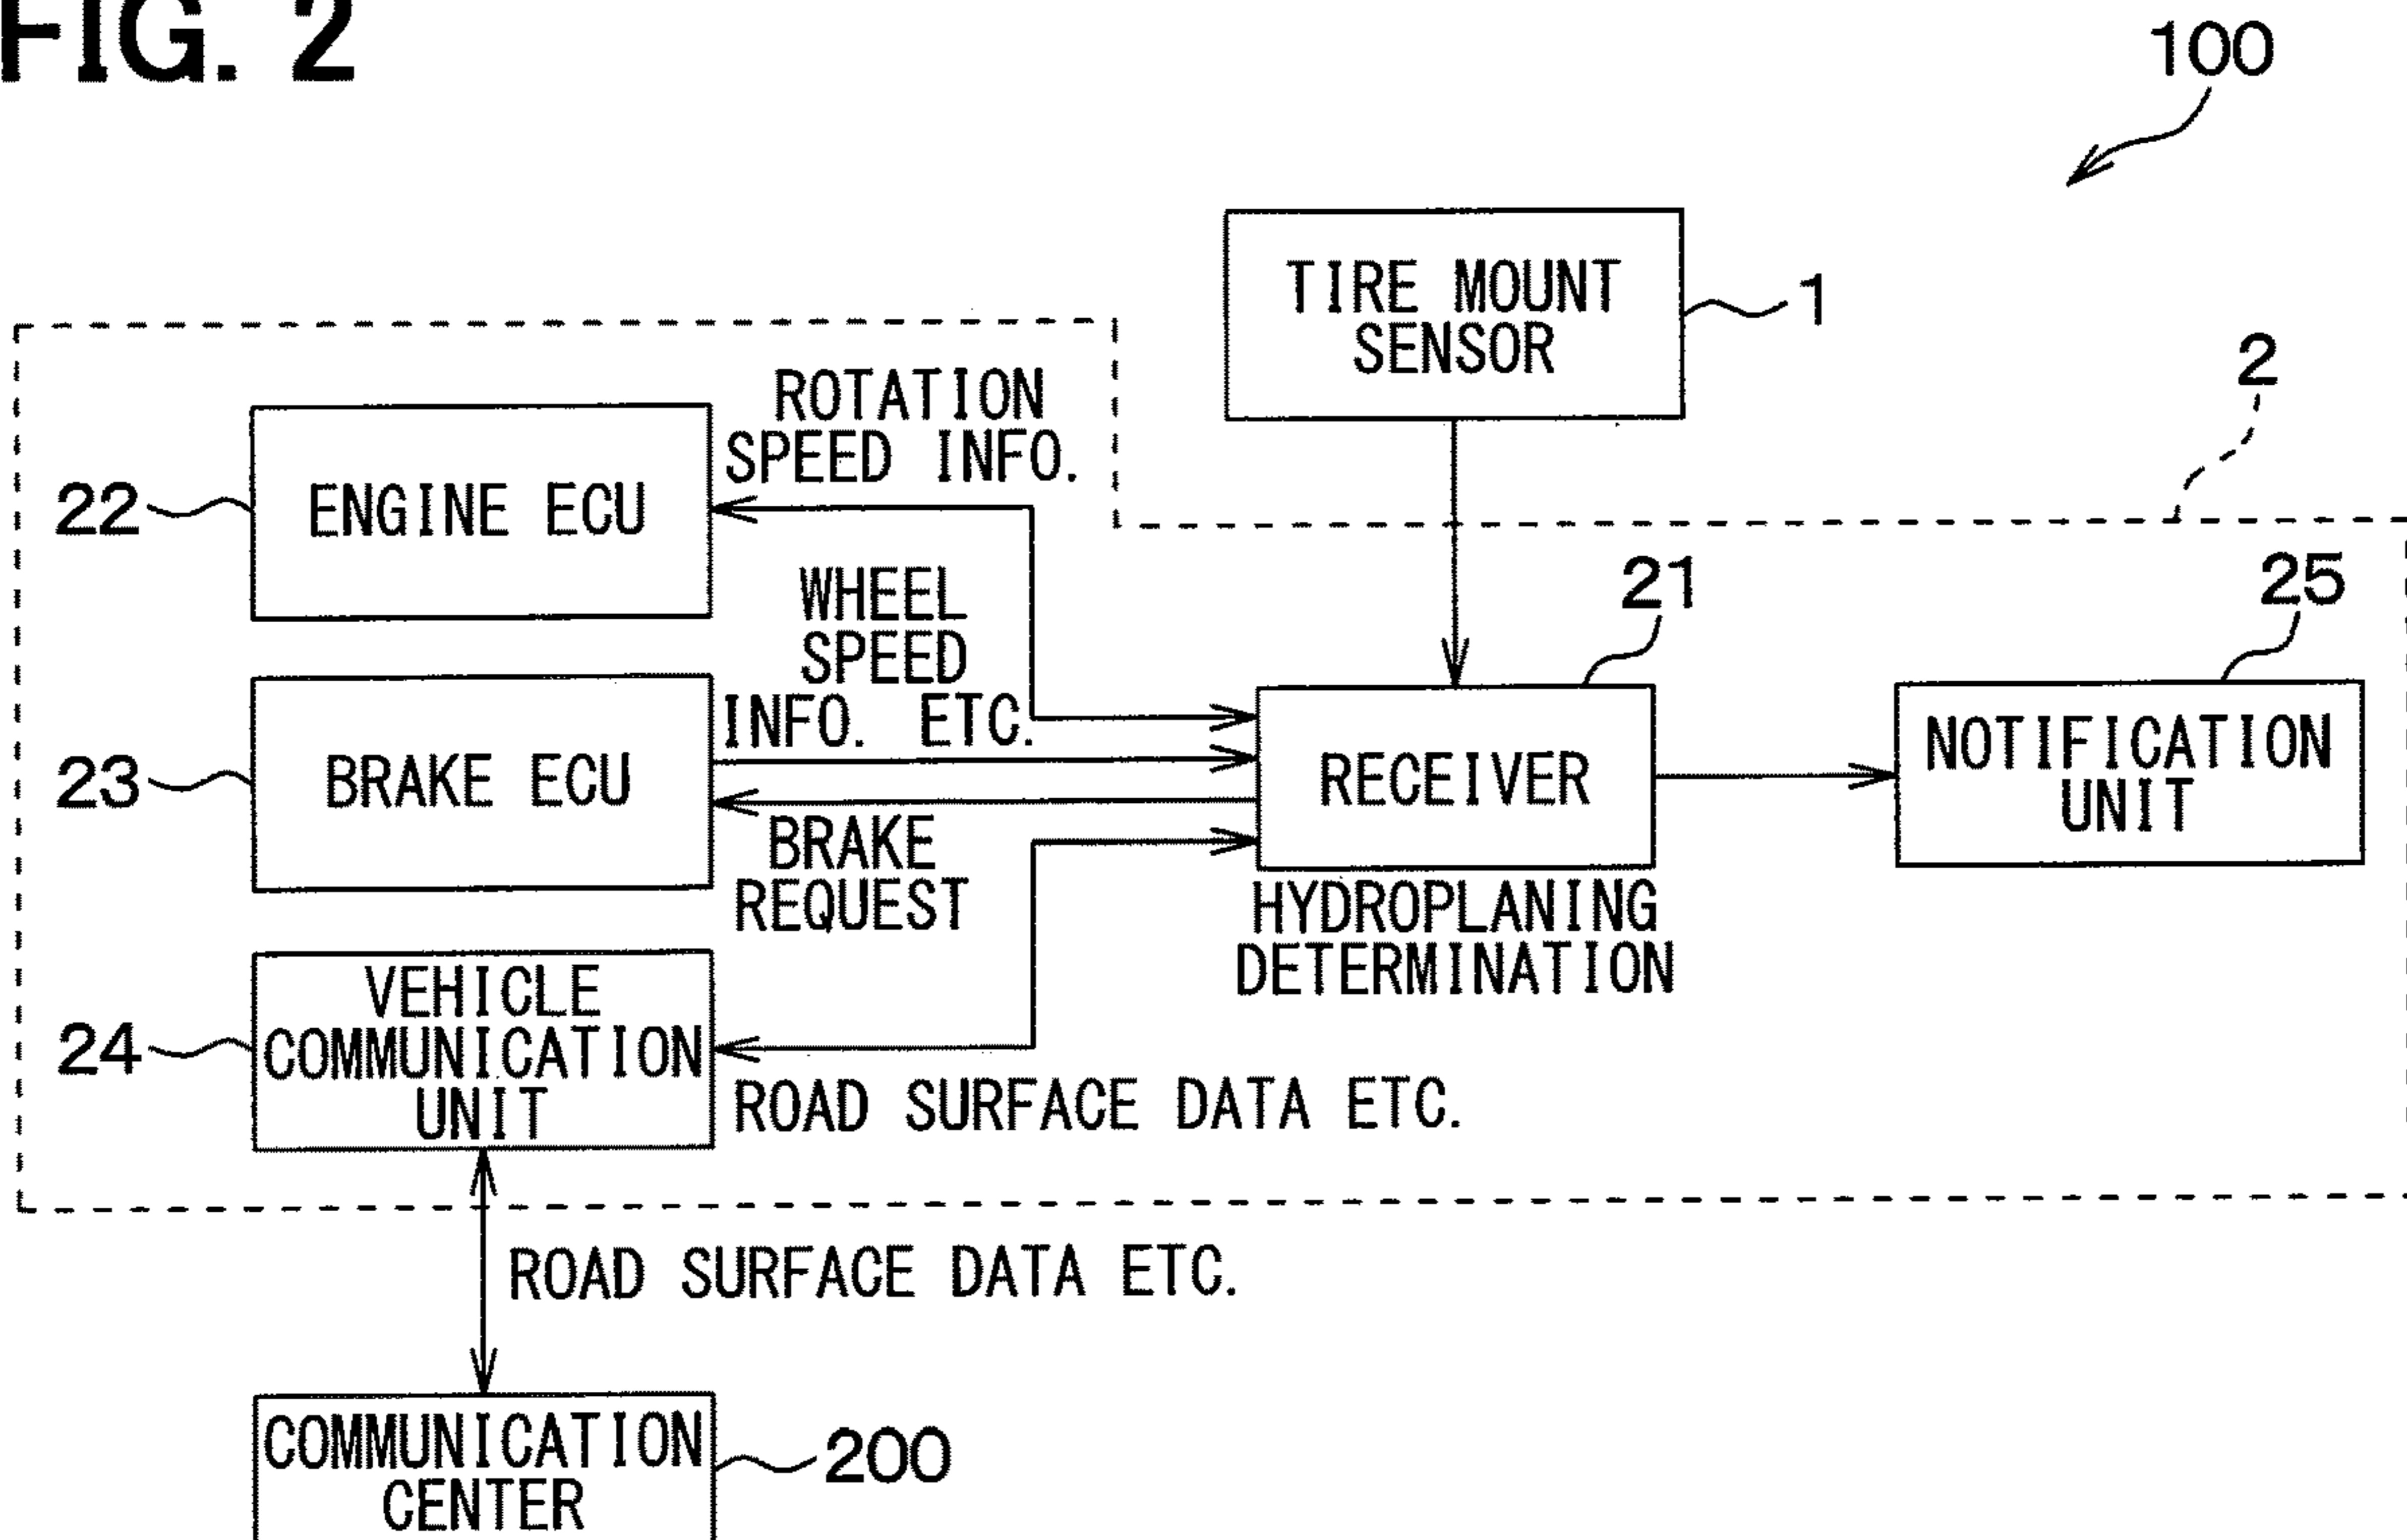 FIG. 2
100
TIRE MOUNT
SENSOR
1
2
ROTATION
SPEED INFO.
22
ENGINE ECU
WHEEL
SPEED
INFO. ETC.
21
25
23
BRAKE ECU
RECEIVER
NOTIFICATION
UNIT
BRAKE
REQUEST
HYDROPLANING
DETERMINATION
24
VEHICLE
COMMUNICATION
UNIT
ROAD SURFACE DATA ETC.
ROAD SURFACE DATA ETC.
COMMUNICATION
CENTER
200